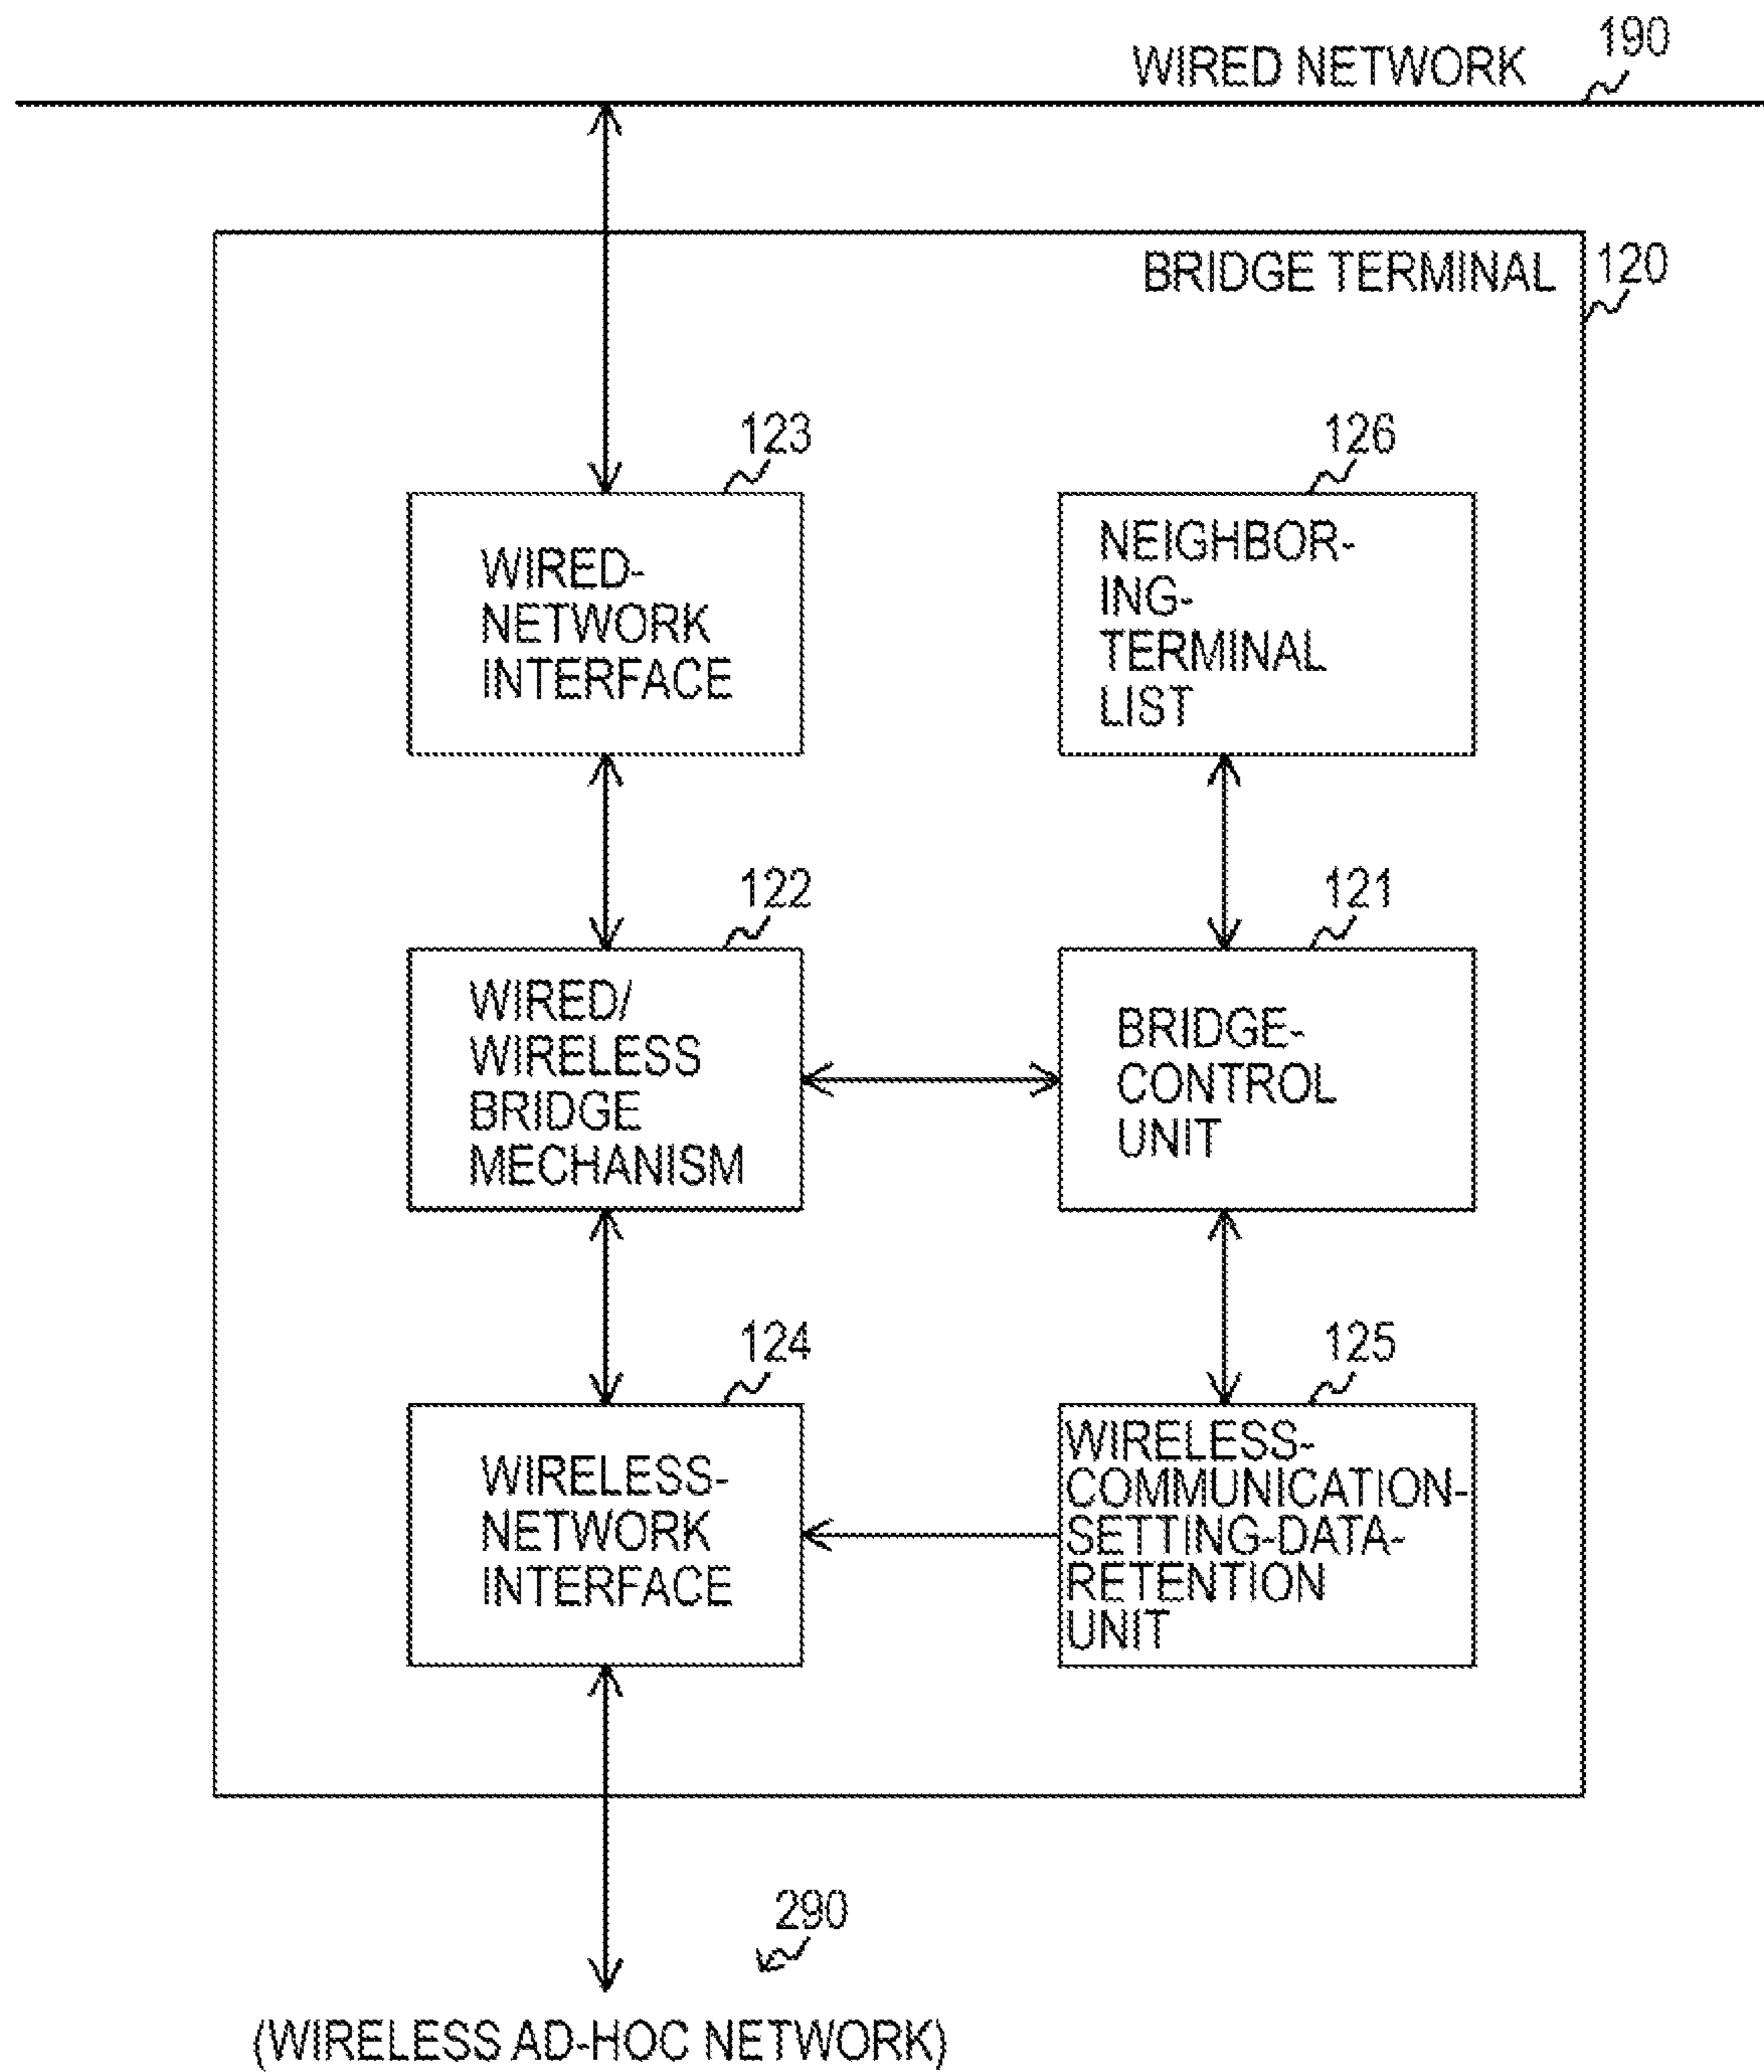 190
WIRED NETWORK
BRIDGE TERMINAL
120
123
WIRED-
NETWORK
INTERFACE
126
NEIGHBOR-
ING-
TERMINAL
LIST
122
WIRED/
WIRELESS
BRIDGE
MECHANISM
121
BRIDGE-
CONTROL
UNIT
124
WIRELESS-
NETWORK
INTERFACE
125
WIRELESS-
COMMUNICATION-
SETTING-DATA-
RETENTION
UNIT
290
(WIRELESS AD-HOC NETWORK)